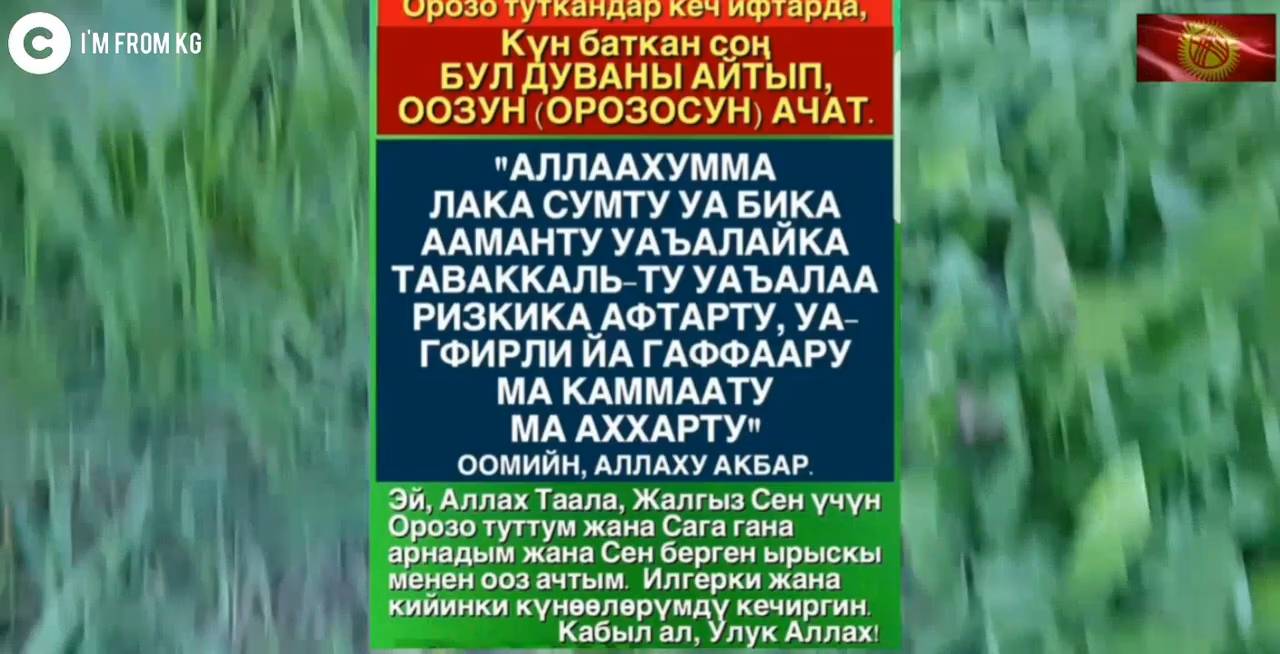 I'M FROM KG
Орозо туткандар кеч ифтарда,
Күн баткан соң
БУЛ ДУВАНЫ АЙТЫП,
ООЗУН (ОРОЗОСУН) АЧАТ.
"АЛЛААХУММА
ЛАКА СУМТУ УА БИКА
ААМАНТУ УАЪАЛАЙКА
ТАВАККАЛЬ-ТУ УАЪАЛАА
РИЗКИКА АФТАРТУ, УА-
ГФИРЛИ ЙА ГАФФААРУ
МА КАММААТУ
МА АХХАРТУ"
ООМИЙН, АЛЛАХУ АКБАР.
Эй, Аллах Таала, Жалгыз Сен үчүн
Орозо туттум жана Сага гана
арнадым жана Сен берген ырыскы
менен ооз ачтым. Илгерки жана
кийинки күнөөлөрүмдү кечиргин.
Кабыл ал, Улук Аллах!